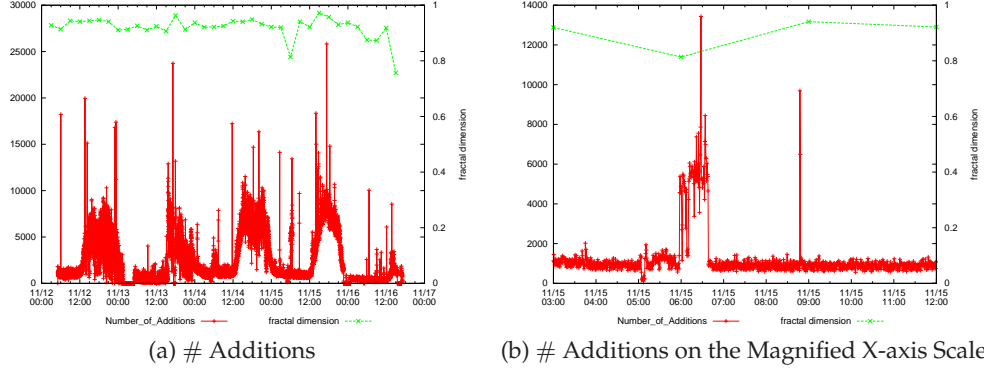 30000
25000
20000
15000
10000
5000
0
1
0.8
0.6
0.4
0.2
0
fractal dimension
11/12 11/12 11/13 11/13 11/14 11/14 11/15 11/15 11/16 11/16 11/17
00:00 12:00 00:00 12:00 00:00 12:00 00:00 12:00 00:00 12:00 00:00
Number_of_Additions fractal dimension
(a) # Additions
14000
12000
10000
8000
6000
4000
2000
0
1
0.8
0.6
0.4
0.2
0
fractal dimension
11/15 11/15 11/15 11/15 11/15 11/15 11/15 11/15 11/15 11/15
03:00 04:00 05:00 06:00 07:00 08:00 09:00 10:00 11:00 12:00
Number_of_Additions fractal dimension
(b) # Additions on the Magnified X-axis Scale